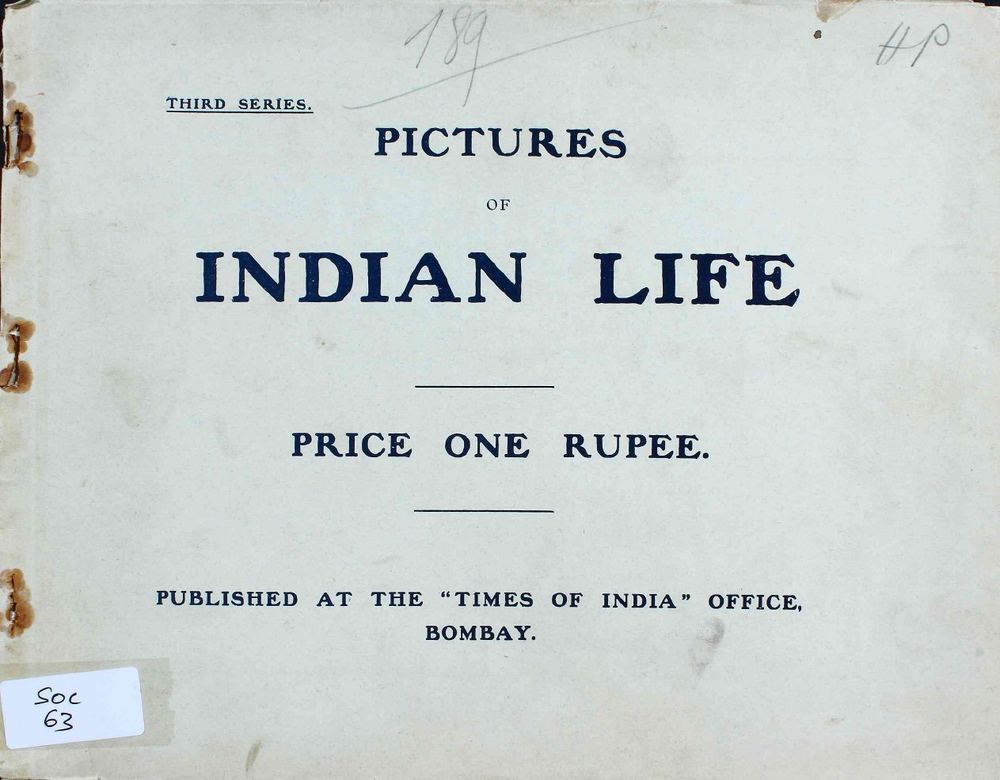 189
HP
THIRD SERIES.
PICTURES
OF
INDIAN LIFE
PRICE ONE RUPEE.
PUBLISHED AT THE “TIMES OF INDIA” OFFICE,
BOMBAY.
Soc
63